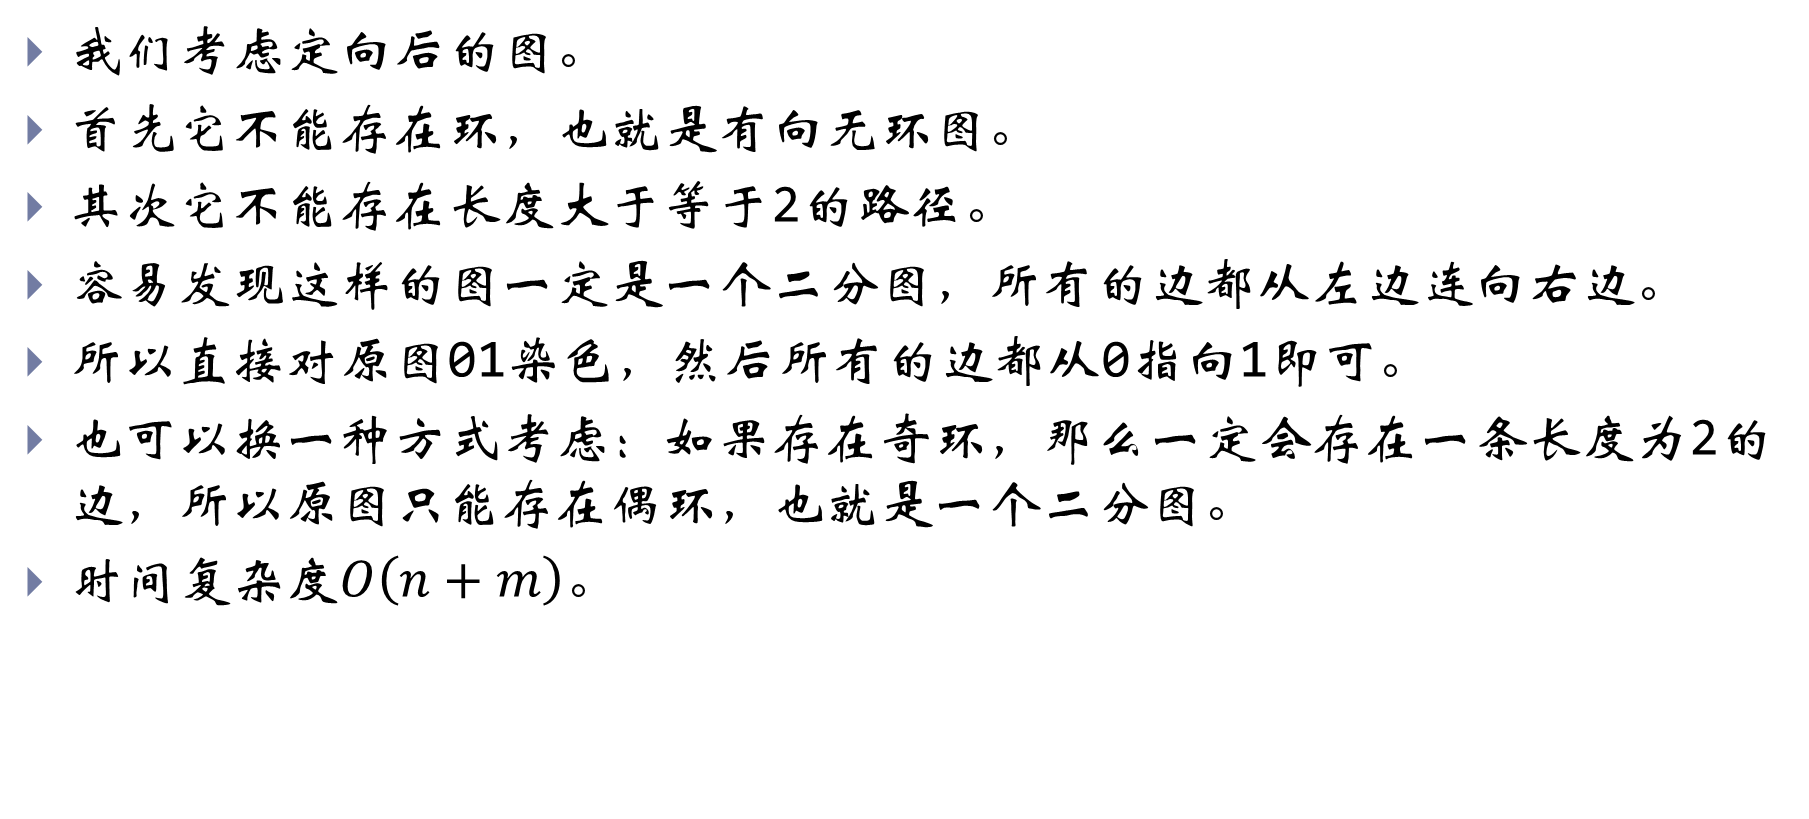 我们考虑定向后的图。
首先它不能存在环，也就是有向无环图。
其次它不能存在长度大于等于2的路径。
容易发现这样的图一定是一个二分图，所有的边都从左边连向右边。
所以直接对原图01染色，然后所有的边都从0指向1即可。
也可以换一种方式考虑：如果存在奇环，那么一定会存在一条长度为2的
边，所以原图只能存在偶环，也就是一个二分图。
时间复杂度O(n + m)。